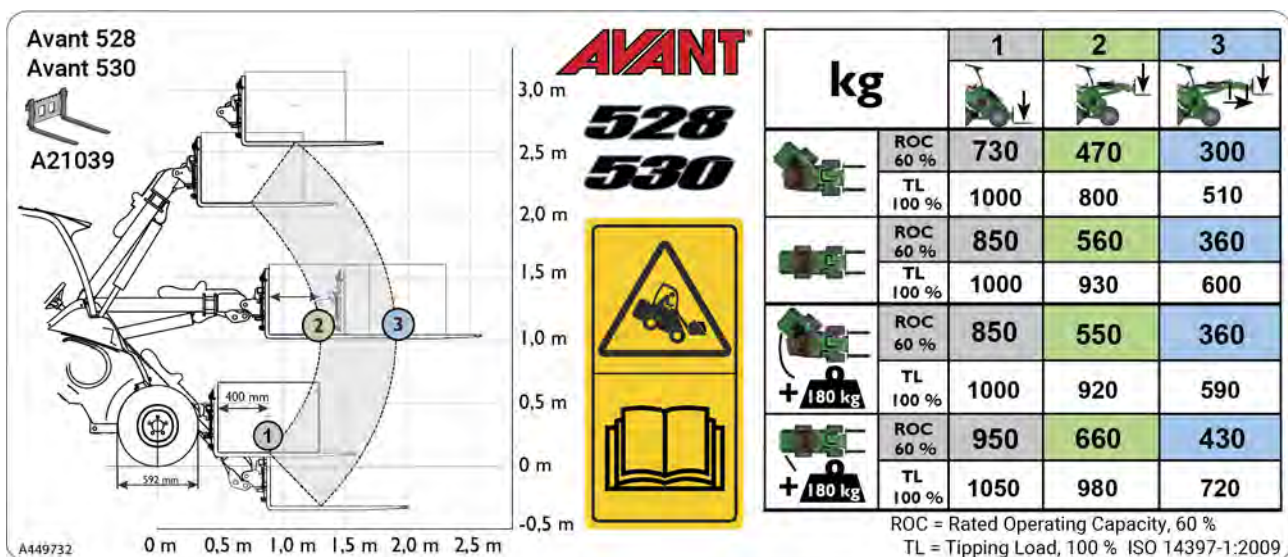 Avant 528
Avant 530
A21039
3,0 m
2,5 m
2,0 m
1,5 m
1,0 m
0,5 m
0 m
-0,5 m
2
3
400 mm
1
592 mm
A449732
0 m 0,5 m 1,0 m 1,5 m 2,0 m 2,5 m
AVANT®
528
530
kg
1 2 3
ROC 60 % 730 470 300
TL 100 % 1000 800 510
ROC 60 % 850 560 360
TL 100 % 1000 930 600
ROC 60 % 850 550 360
+ 180 kg
TL 100 % 1000 920 590
ROC 60 % 950 660 430
+ 180 kg
TL 100 % 1050 980 720
ROC = Rated Operating Capacity, 60 %
TL = Tipping Load, 100 % ISO 14397-1:2009